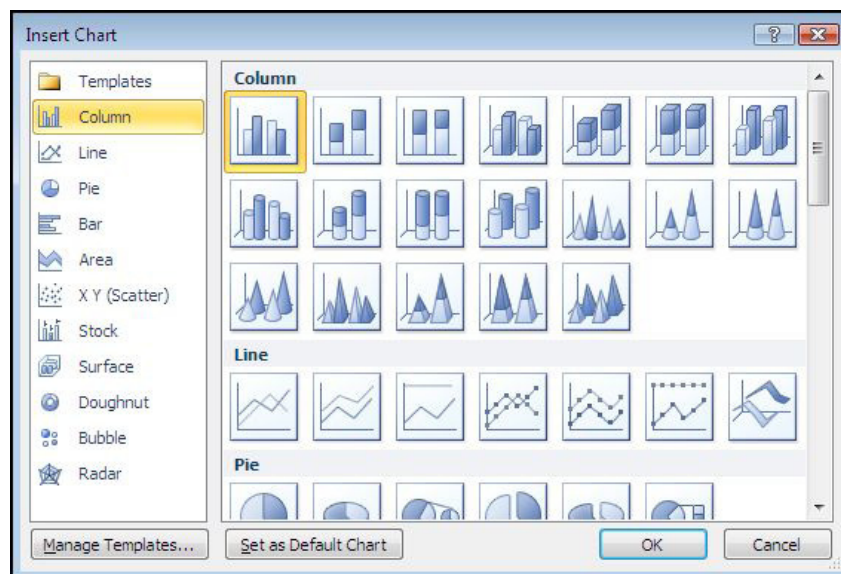 Insert Chart
Templates
Column
Line
Pie
Bar
Area
X Y (Scatter)
Stock
Surface
Doughnut
Bubble
Radar
Column
Line
Pie
Manage Templates...
Set as Default Chart
OK
Cancel